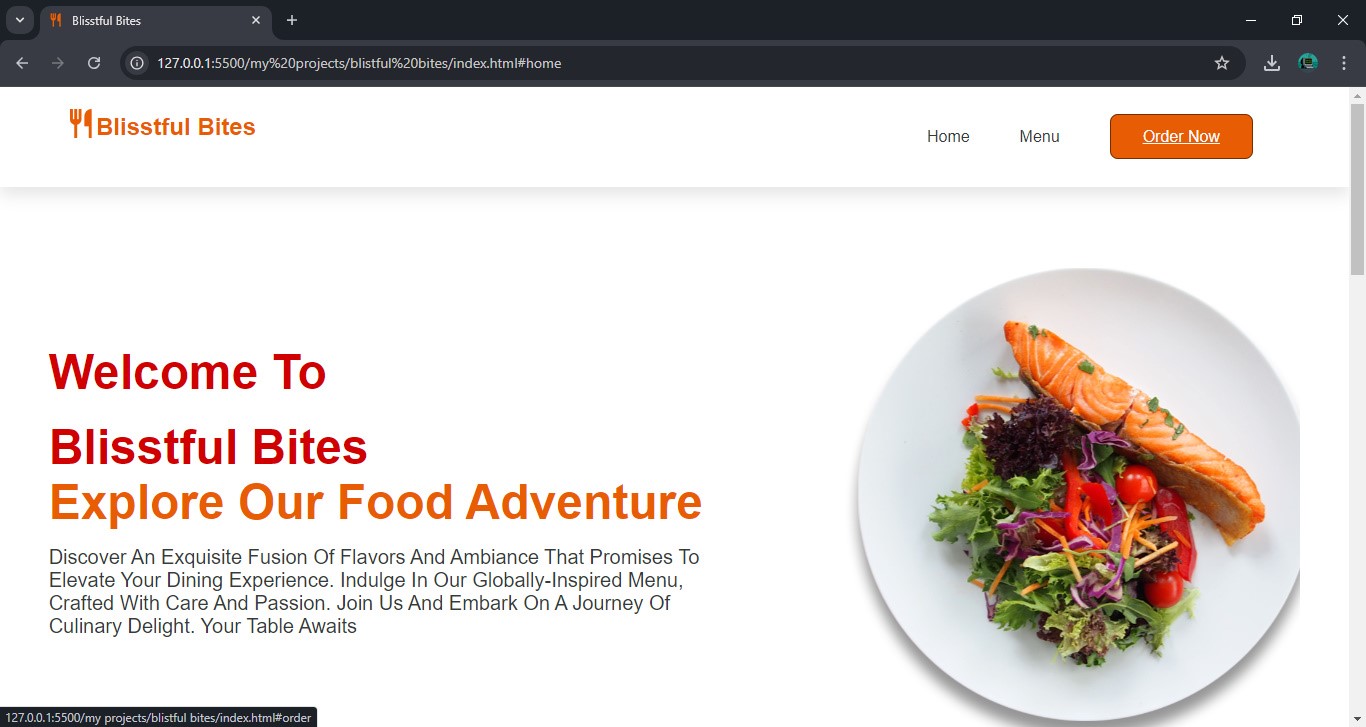 Blisstful Bites
127.0.0.1:5500/my%20projects/blistful%20bites/index.html#home
Blisstful Bites
Home Menu Order Now
Welcome To
Blisstful Bites
Explore Our Food Adventure
Discover An Exquisite Fusion Of Flavors And Ambiance That Promises To
Elevate Your Dining Experience. Indulge In Our Globally-Inspired Menu,
Crafted With Care And Passion. Join Us And Embark On A Journey Of
Culinary Delight. Your Table Awaits
127.0.0.1:5500/my projects/blistful bites/index.html#order